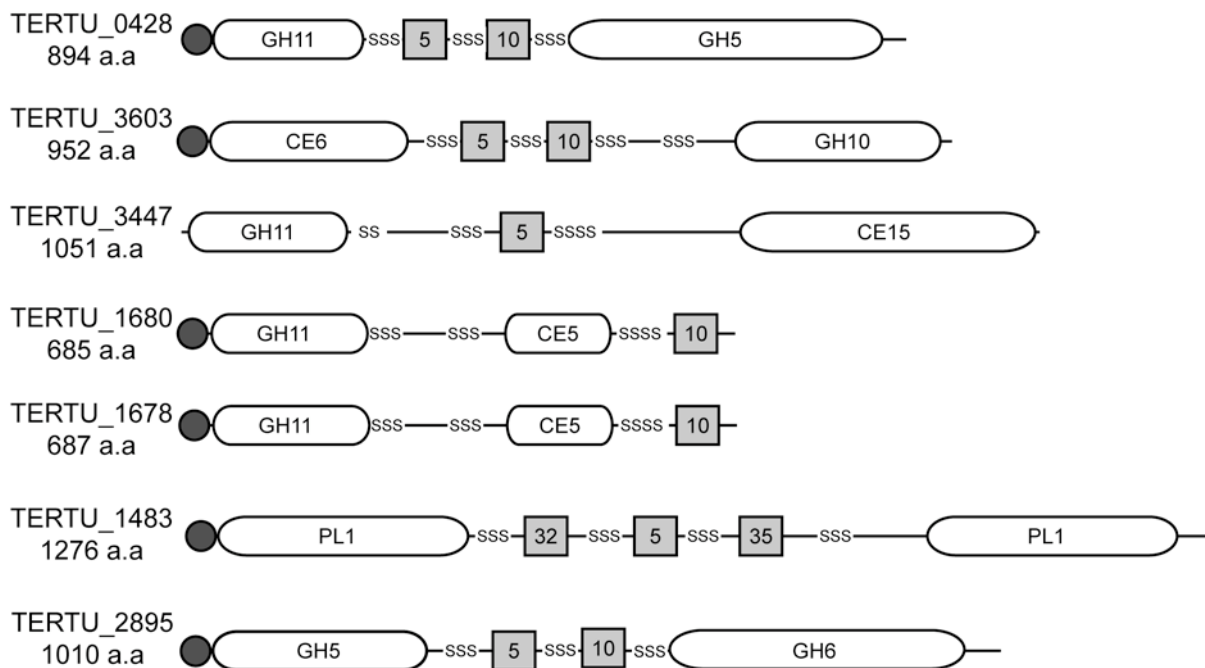 TERTU_0428
894 a.a
GH11 sss 5 sss 10 sss GH5
TERTU_3603
952 a.a
CE6 sss 5 sss 10 sss sss GH10
TERTU_3447
1051 a.a
GH11 ss sss 5 ssss CE15
TERTU_1680
685 a.a
GH11 sss sss CE5 ssss 10
TERTU_1678
687 a.a
GH11 sss sss CE5 ssss 10
TERTU_1483
1276 a.a
PL1 sss 32 sss 5 sss 35 sss PL1
TERTU_2895
1010 a.a
GH5 sss 5 sss 10 sss GH6